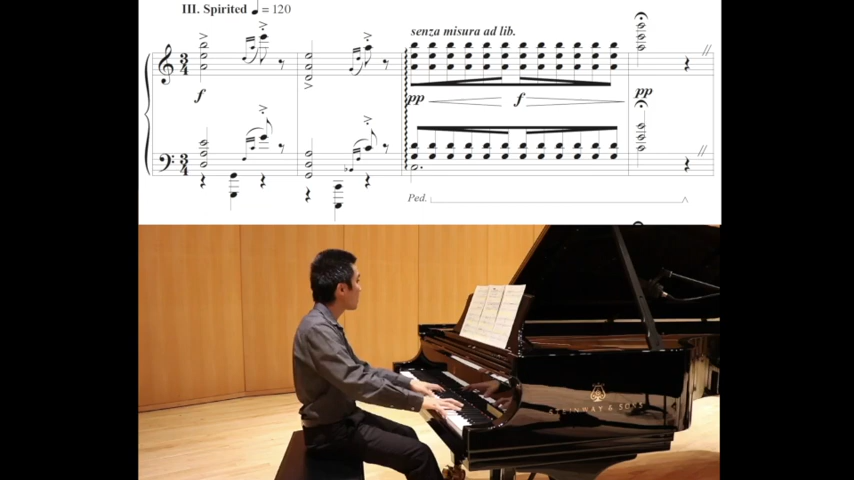 III. Spirited ♩ = 120
senza misura ad lib.
f
pp
f
pp
Ped.
STEINWAY & SONS